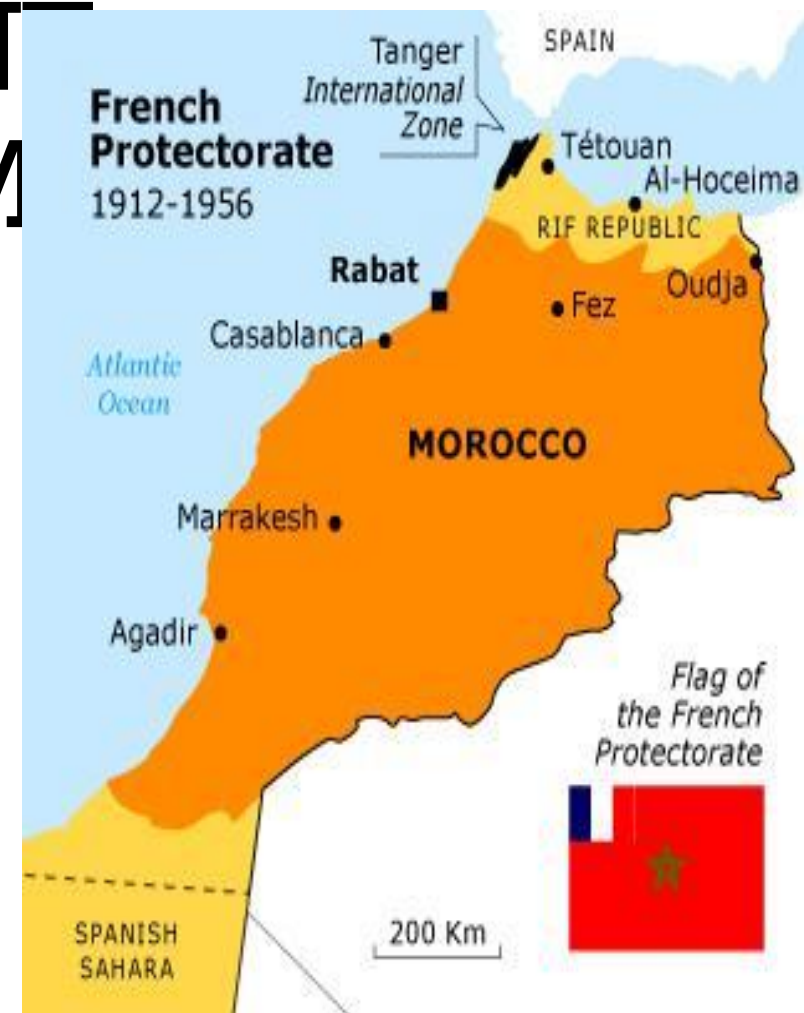 French
Protectorate
1912-1956
Tanger
International
Zone
SPAIN
Tétouan
Al-Hoceima
RIF REPUBLIC
Oudja
Rabat
Fez
Casablanca
Atlantic
Ocean
MOROCCO
Marrakesh
Agadir
Flag of
the French
Protectorate
200 Km
SPANISH
SAHARA